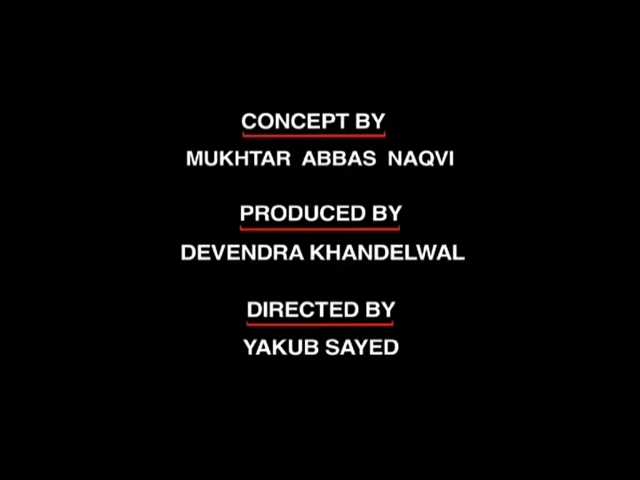 CONCEPT BY
MUKHTAR ABBAS NAQVI
PRODUCED BY
DEVENDRA KHANDELWAL
DIRECTED BY
YAKUB SAYED